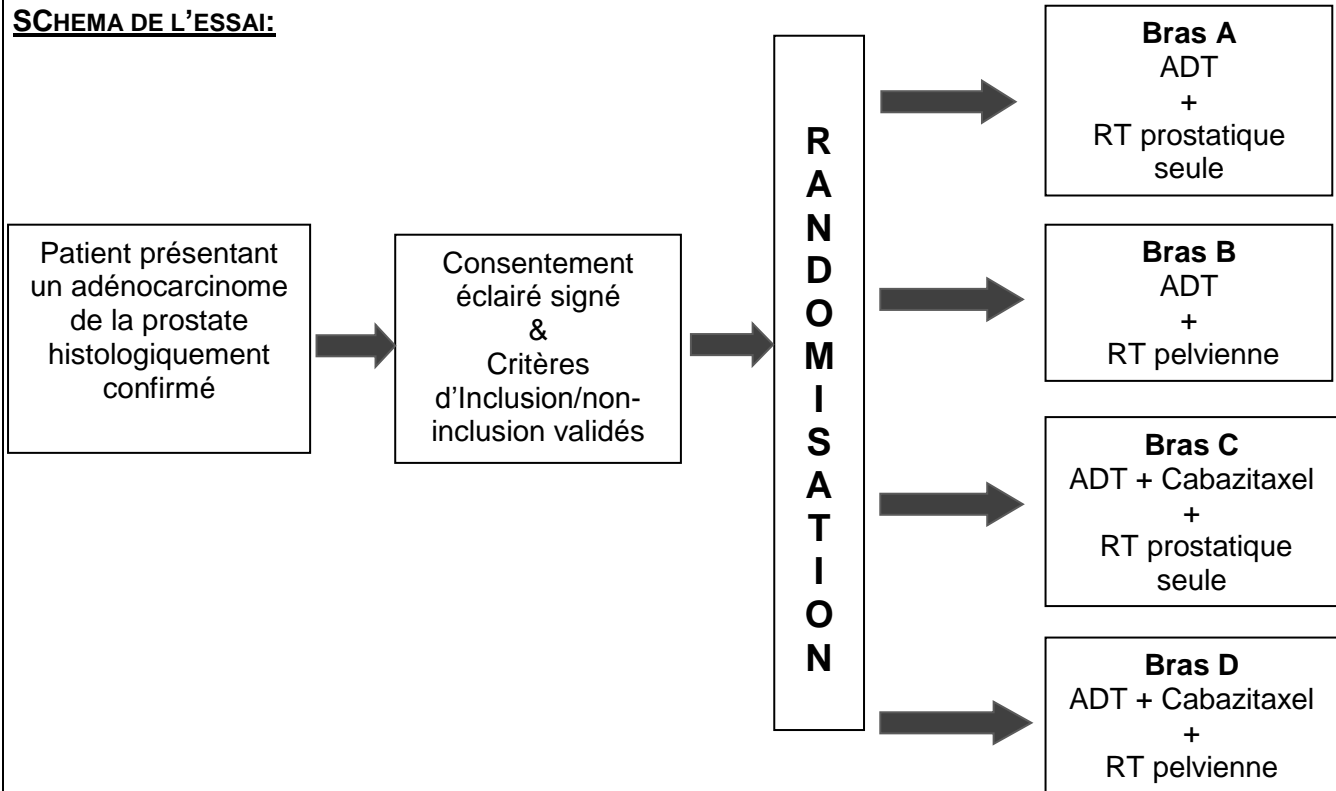 SCHEMA DE L'ESSAI:
Patient présentant
un adénocarcinome
de la prostate
histologiquement
confirmé
Consentement
éclairé signé
&
Critères
d'Inclusion/non-
inclusion validés
R
A
N
D
O
M
I
S
A
T
I
O
N
Bras A
ADT
+
RT prostatique
seule
Bras B
ADT
+
RT pelvienne
Bras C
ADT + Cabazitaxel
+
RT prostatique
seule
Bras D
ADT + Cabazitaxel
+
RT pelvienne